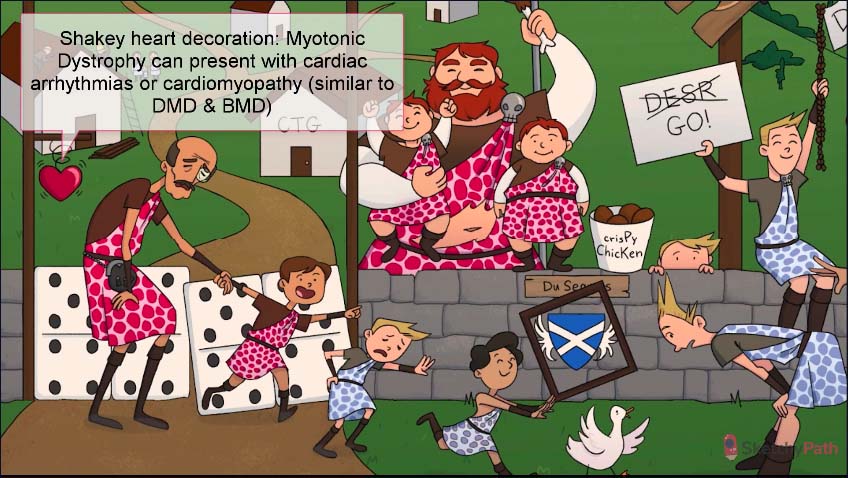 Shakey heart decoration: Myotonic
Dystrophy can present with cardiac
arrhythmias or cardiomyopathy (similar to
DMD & BMD)
CTG
DESR
GO!
crisPy
ChicKen
Du
D
SketchyPath